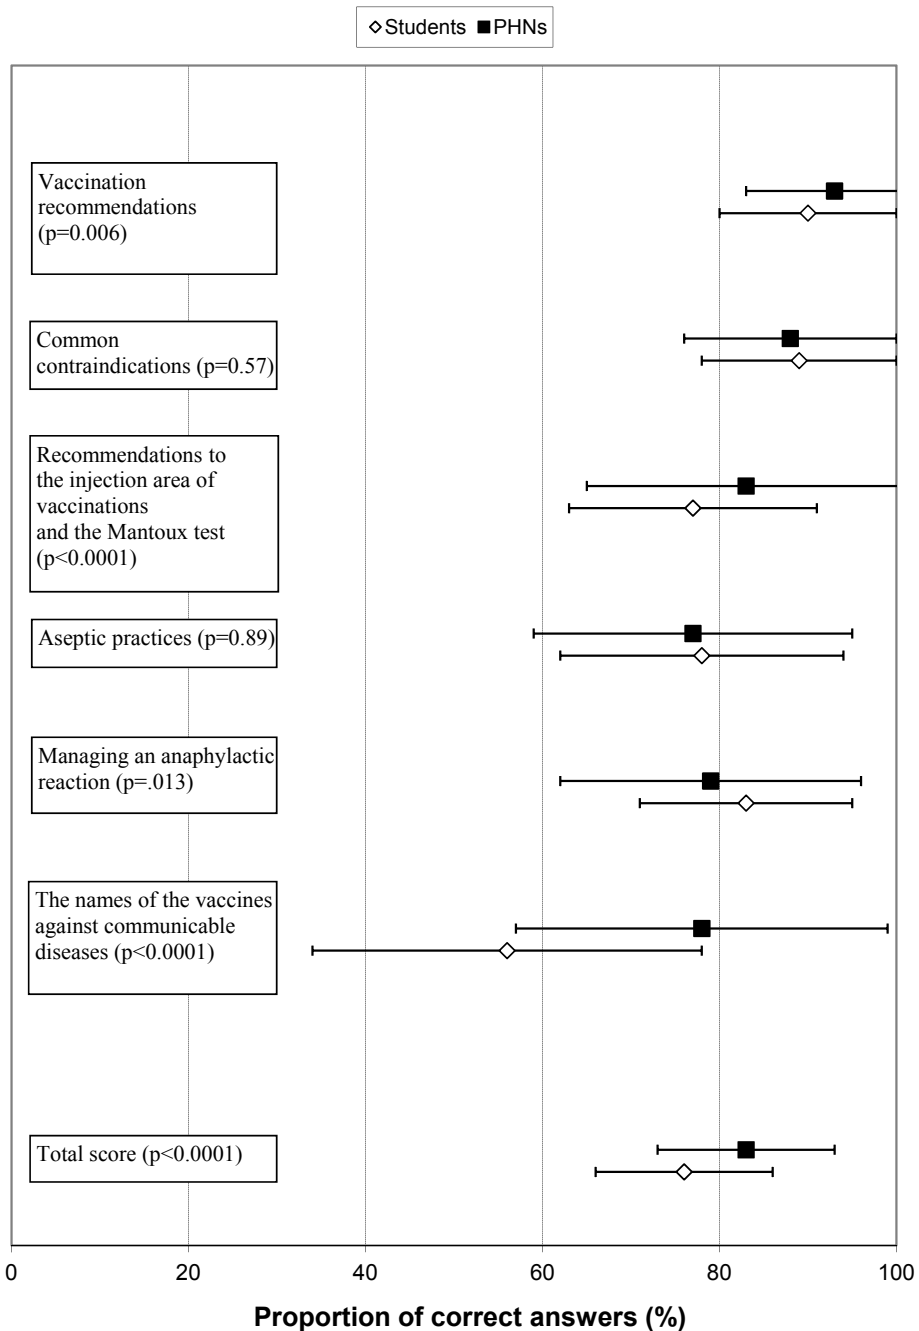 Students PHNs
Vaccination
recommendations
(p=0.006)
Common
contraindications (p=0.57)
Recommendations to
the injection area of
vaccinations
and the Mantoux test
(p<0.0001)
Aseptic practices (p=0.89)
Managing an anaphylactic
reaction (p=.013)
The names of the vaccines
against communicable
diseases (p<0.0001)
Total score (p<0.0001)
0 20 40 60 80 100
Proportion of correct answers (%)